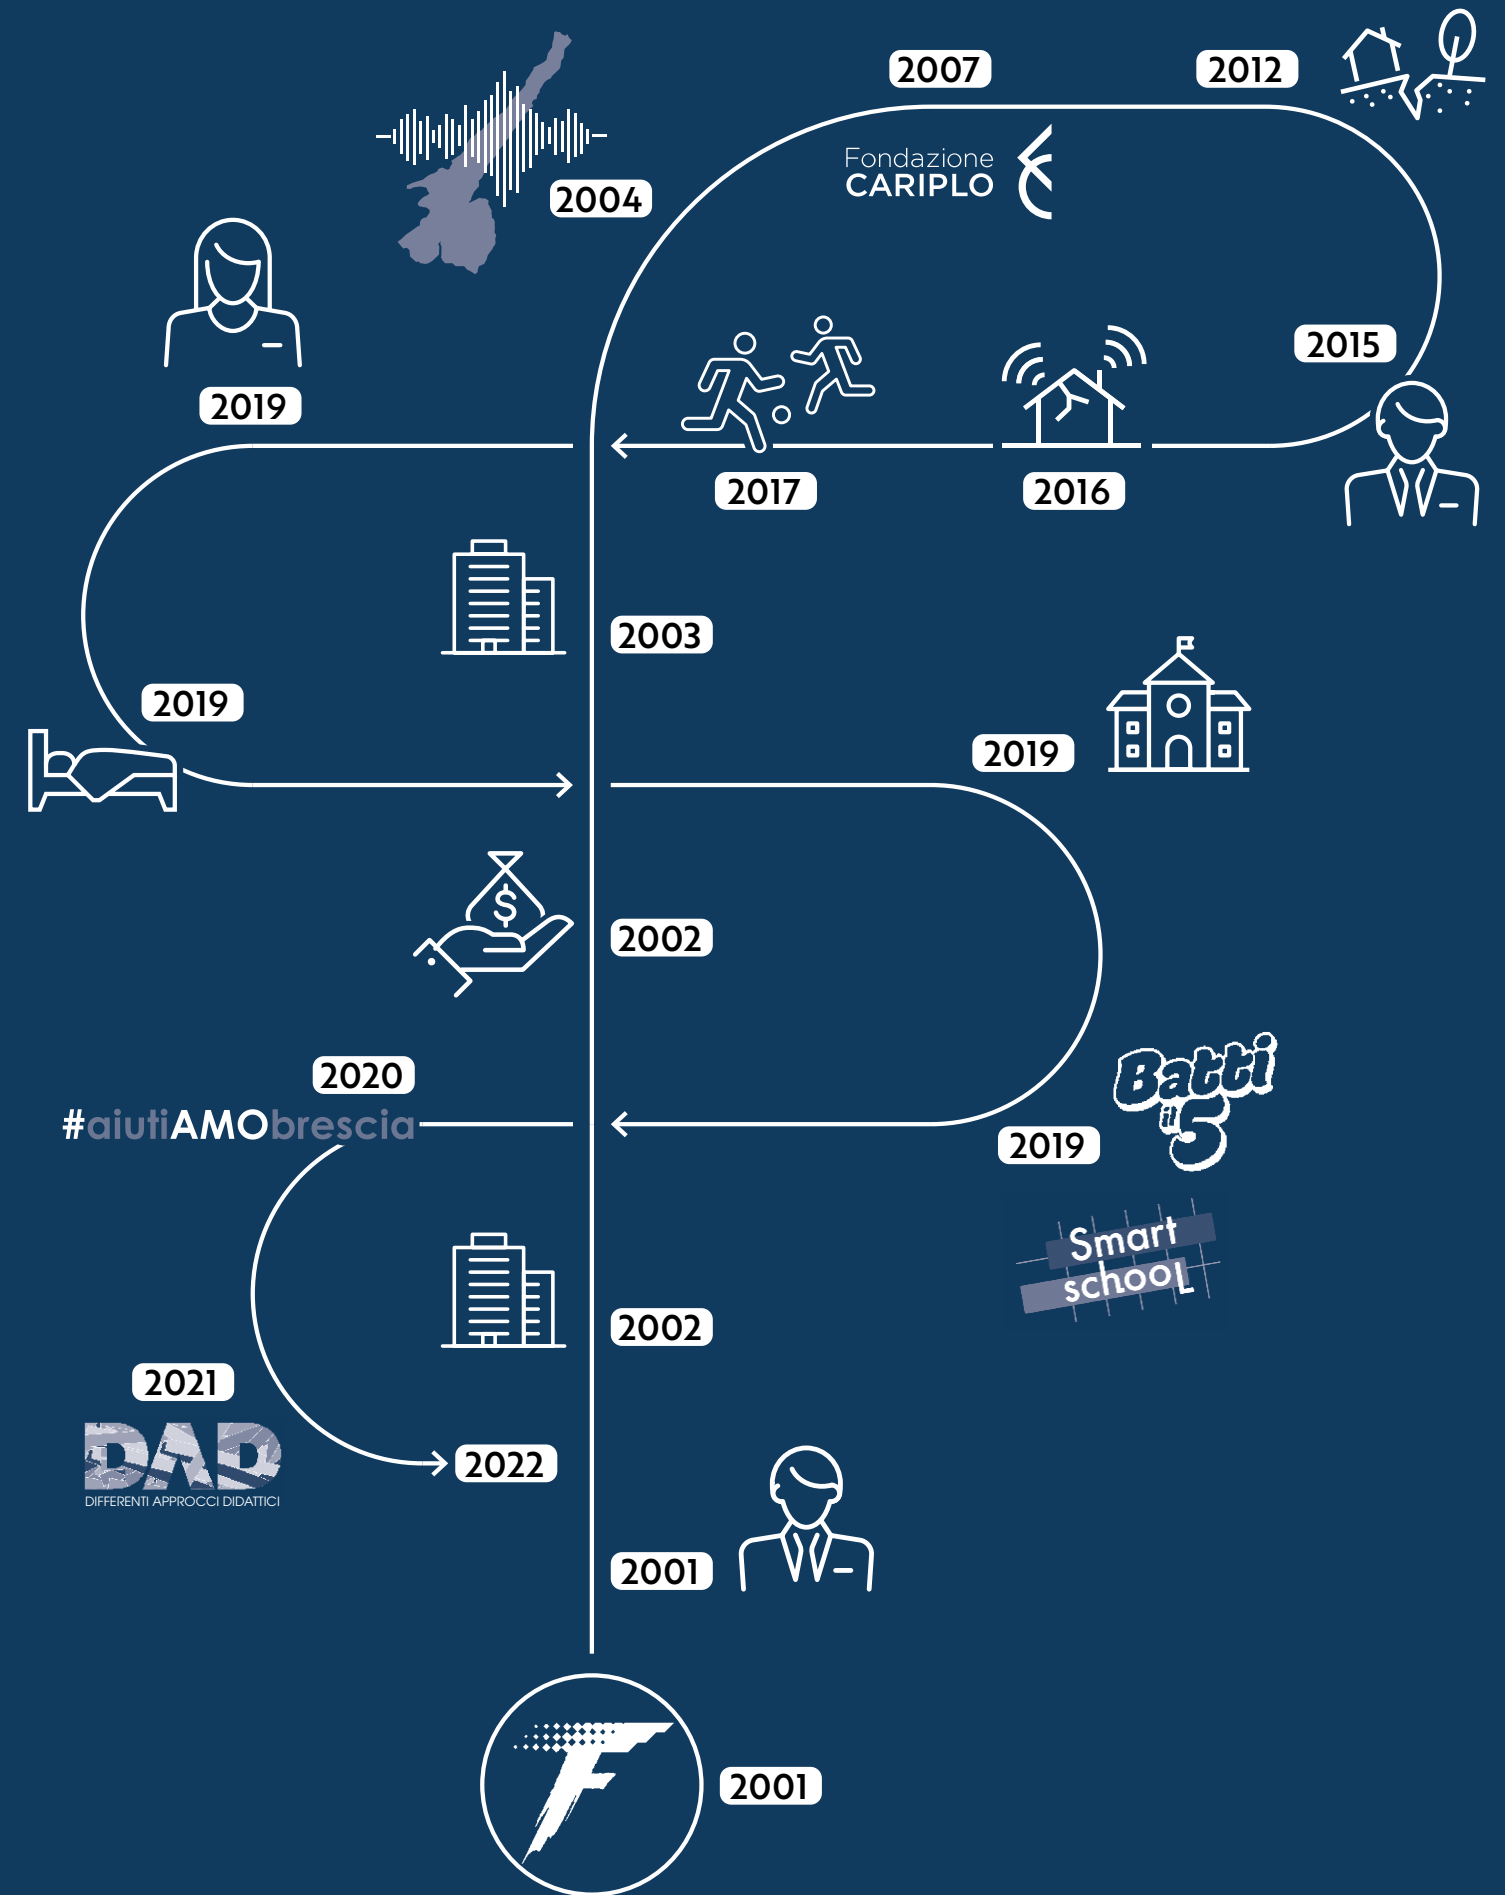 2007
2012
2004
Fondazione
CARIPLO
2015
2019
2017
2016
2003
2019
2019
$
2002
2020
#aiutiAMObrescia
Batti
il 5
2019
Smart
school
2002
2021
DAD
DIFFERENTI APPROCCI DIDATTICI
2022
2001
F
2001